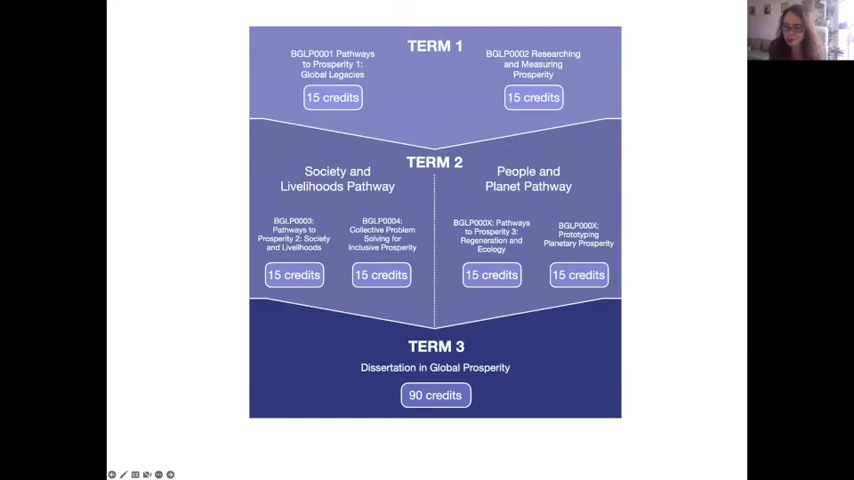 TERM 1
BGLP0001 Pathways
to Prosperity 1:
Global Legacies
15 credits
BGLP0002 Researching
and Measuring
Prosperity
15 credits
TERM 2
Society and
Livelihoods Pathway
BGLP0003:
Pathways to
Prosperity 2: Society
and Livelihoods
15 credits
BGLP0004:
Collective Problem
Solving for
Inclusive Prosperity
15 credits
People and
Planet Pathway
BGLP000X: Pathways
to Prosperity 3:
Regeneration and
Ecology
15 credits
BGLP000X:
Prototyping
Planetary Prosperity
15 credits
TERM 3
Dissertation in Global Prosperity
90 credits